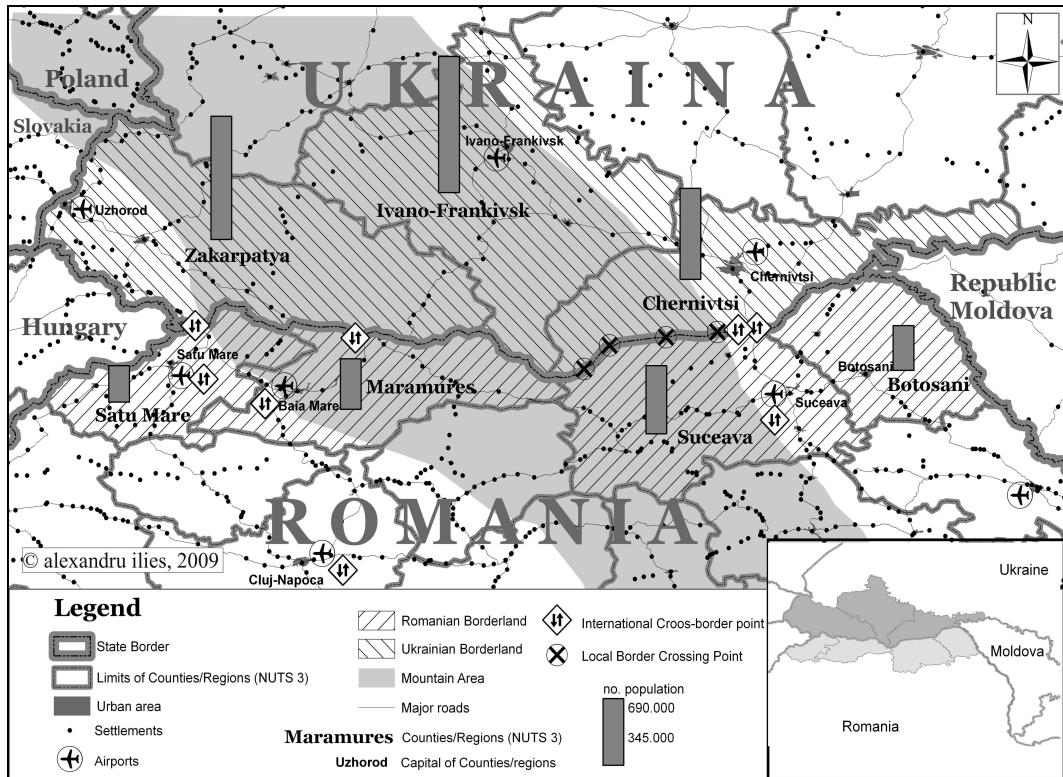 N
Poland
UKRAINA
Slovakia
Ivano-Frankivsk
Uzhorod
Ivano-Frankivsk
Zakarpatya
Chernivtsi
Chernivtsi
Republic
Moldova
Hungary
Satu Mare
Botosani
Maramures
Botosani
Baia Mare
Suceava
Satu Mare
Suceava
ROMANIA
© alexandru ilies, 2009
Cluj-Napoca
Legend
State Border
Limits of Counties/Regions (NUTS 3)
Urban area
Settlements
Airports
Romanian Borderland
Ukrainian Borderland
Mountain Area
Major roads
Maramures Counties/Regions (NUTS 3)
Uzhorod Capital of Counties/regions
International Croos-border point
Local Border Crossing Point
no. population
690.000
345.000
Ukraine
Moldova
Romania